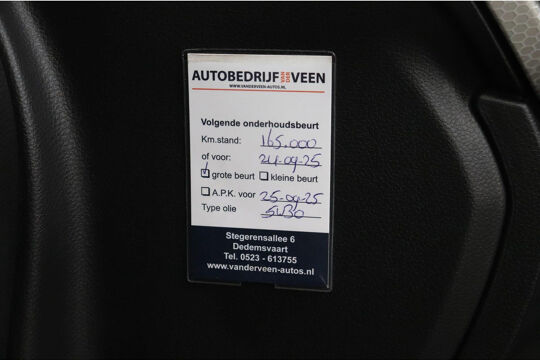 AUTOBEDRIJF VAN DER VEEN
WWW.VANDERVEEN-AUTOS.NL
Volgende onderhoudsbeurt
Km.stand: 165.000
of voor: 24-09-25
grote beurt kleine beurt
A.P.K. voor 25-09-25
Type olie 5W30
Stegerensallee 6
Dedemsvaart
Tel. 0523 - 613755
www.vanderveen-autos.nl